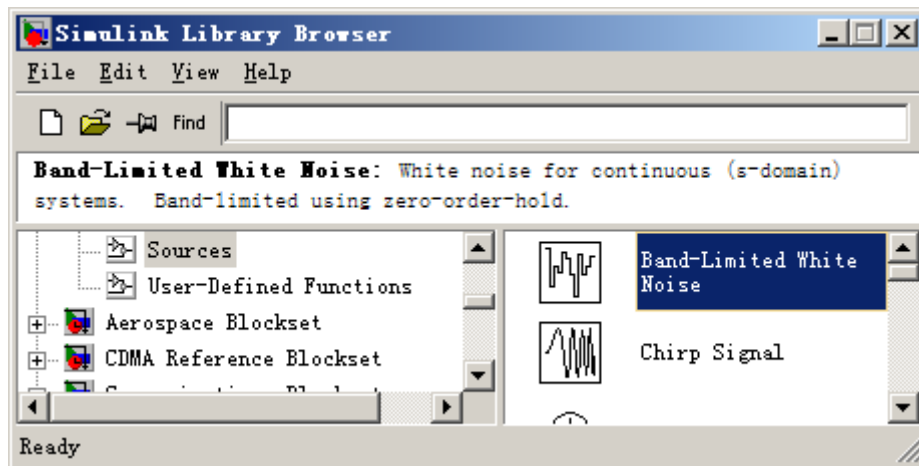 Simulink Library Browser
File Edit View Help
Find
Band-Limited White Noise: White noise for continuous (s-domain)
systems. Band-limited using zero-order-hold.
Sources
User-Defined Functions
Aerospace Blockset
CDMA Reference Blockset
Band-Limited White
Noise
Chirp Signal
Ready